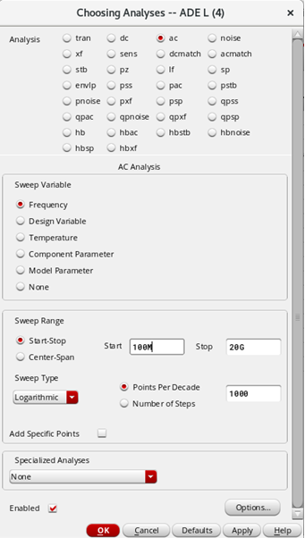 Choosing Analyses -- ADE L (4)
Analysis tran dc ac noise
xf sens dcmatch acmatch
stb pz lf sp
envlp pss pac pstb
pnoise pxf psp qpss
qpac qpnoise qpxf qpsp
hb hbac hbstb hbnoise
hbsp hbxf
AC Analysis
Sweep Variable
Frequency
Design Variable
Temperature
Component Parameter
Model Parameter
None
Sweep Range
Start-Stop
Center-Span
Start 100M Stop 20G
Sweep Type
Logarithmic
Points Per Decade
Number of Steps
1000
Add Specific Points
Specialized Analyses
None
Enabled
Options...
OK Cancel Defaults Apply Help